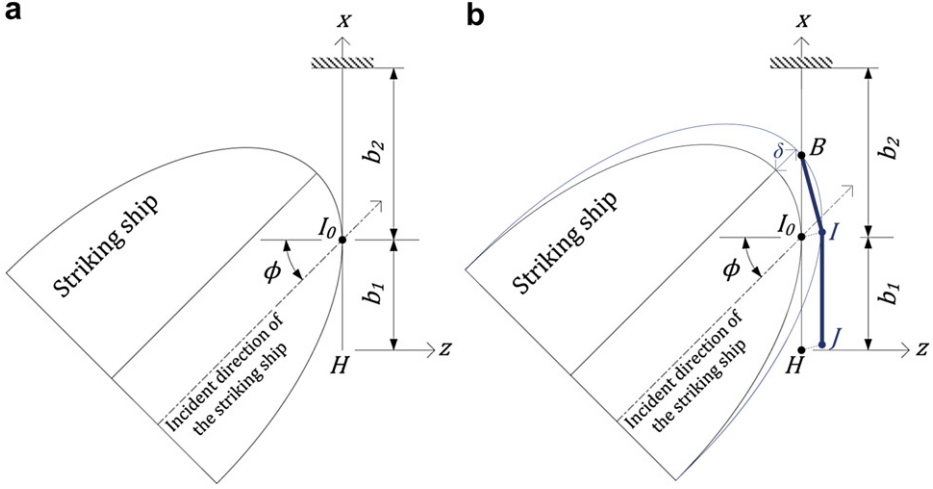 a
x
b₂
Striking ship
I₀
ϕ
b₁
Incident direction of
the striking ship
H
z
b
x
b₂
δ
B
Striking ship
I₀
I
ϕ
b₁
Incident direction of
the striking ship
J
H
z